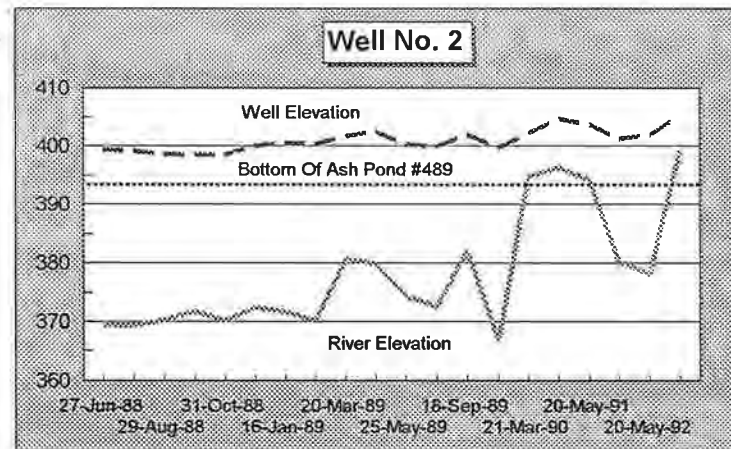 Well No. 2
410
Well Elevation
400
Bottom Of Ash Pond #489
390
380
370
River Elevation
360
27-Jun-88 31-Oct-88 20-Mar-89 18-Sep-89 20-May-91
29-Aug-88 16-Jan-89 25-May-89 21-Mar-90 20-May-92